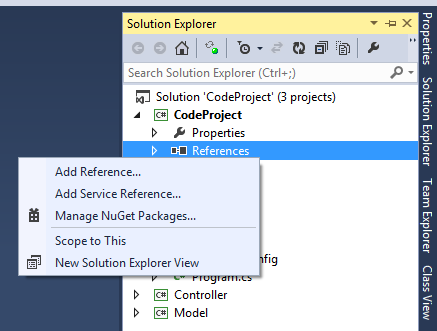 Solution Explorer
Search Solution Explorer (Ctrl+;)
Solution 'CodeProject' (3 projects)
C# CodeProject
Properties
References
Add Reference...
Add Service Reference...
Manage NuGet Packages...
Scope to This
New Solution Explorer View
fig
Program.cs
C# Controller
C# Model
Properties
Solution Explorer
Team Explorer
Class View